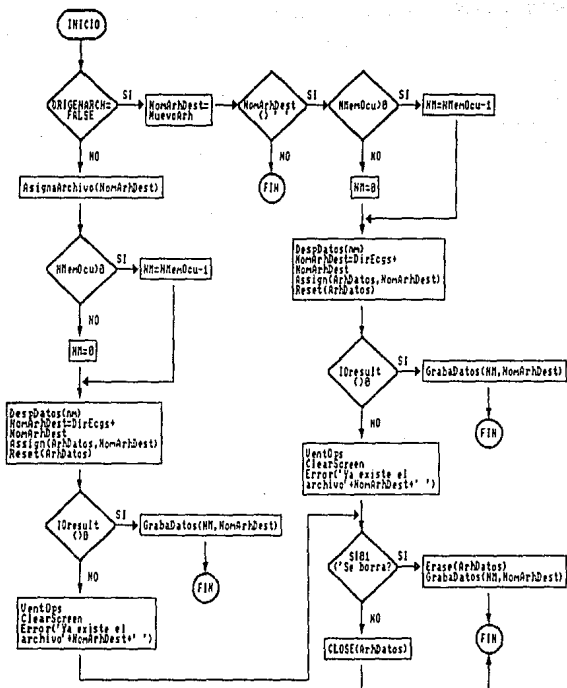 INICIO
ORIGENARCH=
FALSE
SI
NomArhDest=
NuevoArh
NomArhDest
<>' '
SI
NMemOcu>0
SI
NM=NMemOcu-1
NO
NO
NO
AsignaArchivo(NomArhDest)
FIN
NM=0
NMemOcu>0
SI
NM=NMemOcu-1
DespDatos(nm)
NomArhDest=DirEcgs+
NomArhDest
Assign(ArhDatos,NomArhDest)
Reset(ArhDatos)
NO
NM=0
IOresult
<>0
SI
GrabaDatos(NM,NomArhDest)
DespDatos(nm)
NomArhDest=DirEcgs+
NomArhDest
Assign(ArhDatos,NomArhDest)
Reset(ArhDatos)
NO
FIN
VentOps
ClearScreen
Error('Ya existe el
archivo'+NomArhDest+' ')
IOresult
<>0
SI
GrabaDatos(NM,NomArhDest)
SI01
('Se borra?
SI
Erase(ArhDatos)
GrabaDatos(NM,NomArhDest)
NO
FIN
VentOps
ClearScreen
Error('Ya existe el
archivo'+NomArhDest+' ')
NO
CLOSE(ArhDatos)
FIN